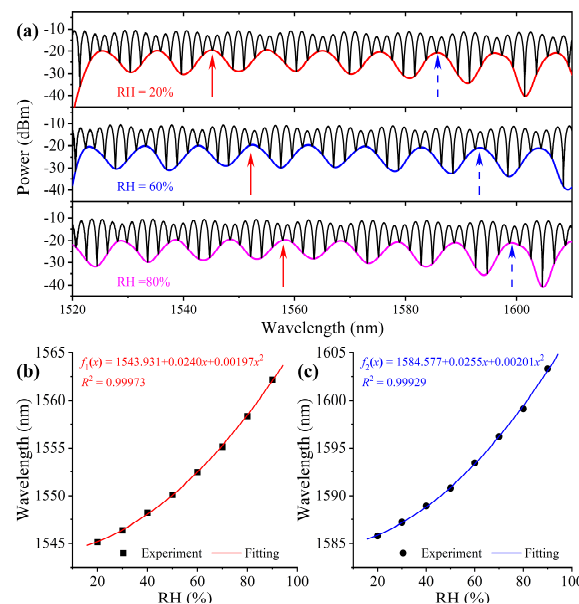 (a)
-10
-20
-30
-40
RH = 20%
-10
-20
-30
-40
RH = 60%
-10
-20
-30
-40
RH =80%
Power (dBm)
1520 1540 1560 1580 1600
Wavelength (nm)
(b)
f₁(x) = 1543.931+0.0240x+0.00197x²
R² = 0.99973
1565
1560
1555
1550
1545
Wavelength (nm)
Experiment Fitting
20 40 60 80 100
RH (%)
(c)
f₂(x) = 1584.577+0.0255x+0.00201x²
R² = 0.99929
1605
1600
1595
1590
1585
Wavelength (nm)
Experiment Fitting
20 40 60 80 100
RH (%)